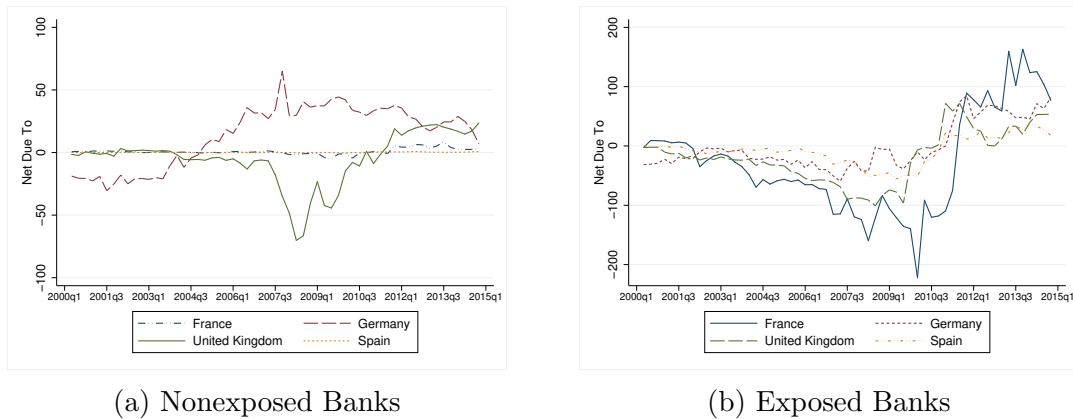 Net Due To
100
50
0
-50
-100
2000q1 2001q3 2003q1 2004q3 2006q1 2007q3 2009q1 2010q3 2012q1 2013q3 2015q1
France Germany
United Kingdom Spain
(a) Nonexposed Banks
Net Due To
200
100
0
-100
-200
2000q1 2001q3 2003q1 2004q3 2006q1 2007q3 2009q1 2010q3 2012q1 2013q3 2015q1
France Germany
United Kingdom Spain
(b) Exposed Banks